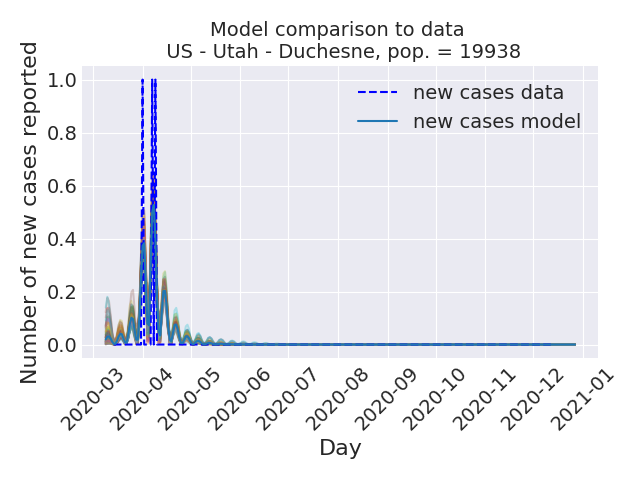 Model comparison to data
US - Utah - Duchesne, pop. = 19938
Number of new cases reported
1.0
0.8
0.6
0.4
0.2
0.0
new cases data
new cases model
2020-03
2020-04
2020-05
2020-06
2020-07
2020-08
2020-09
2020-10
2020-11
2020-12
2021-01
Day